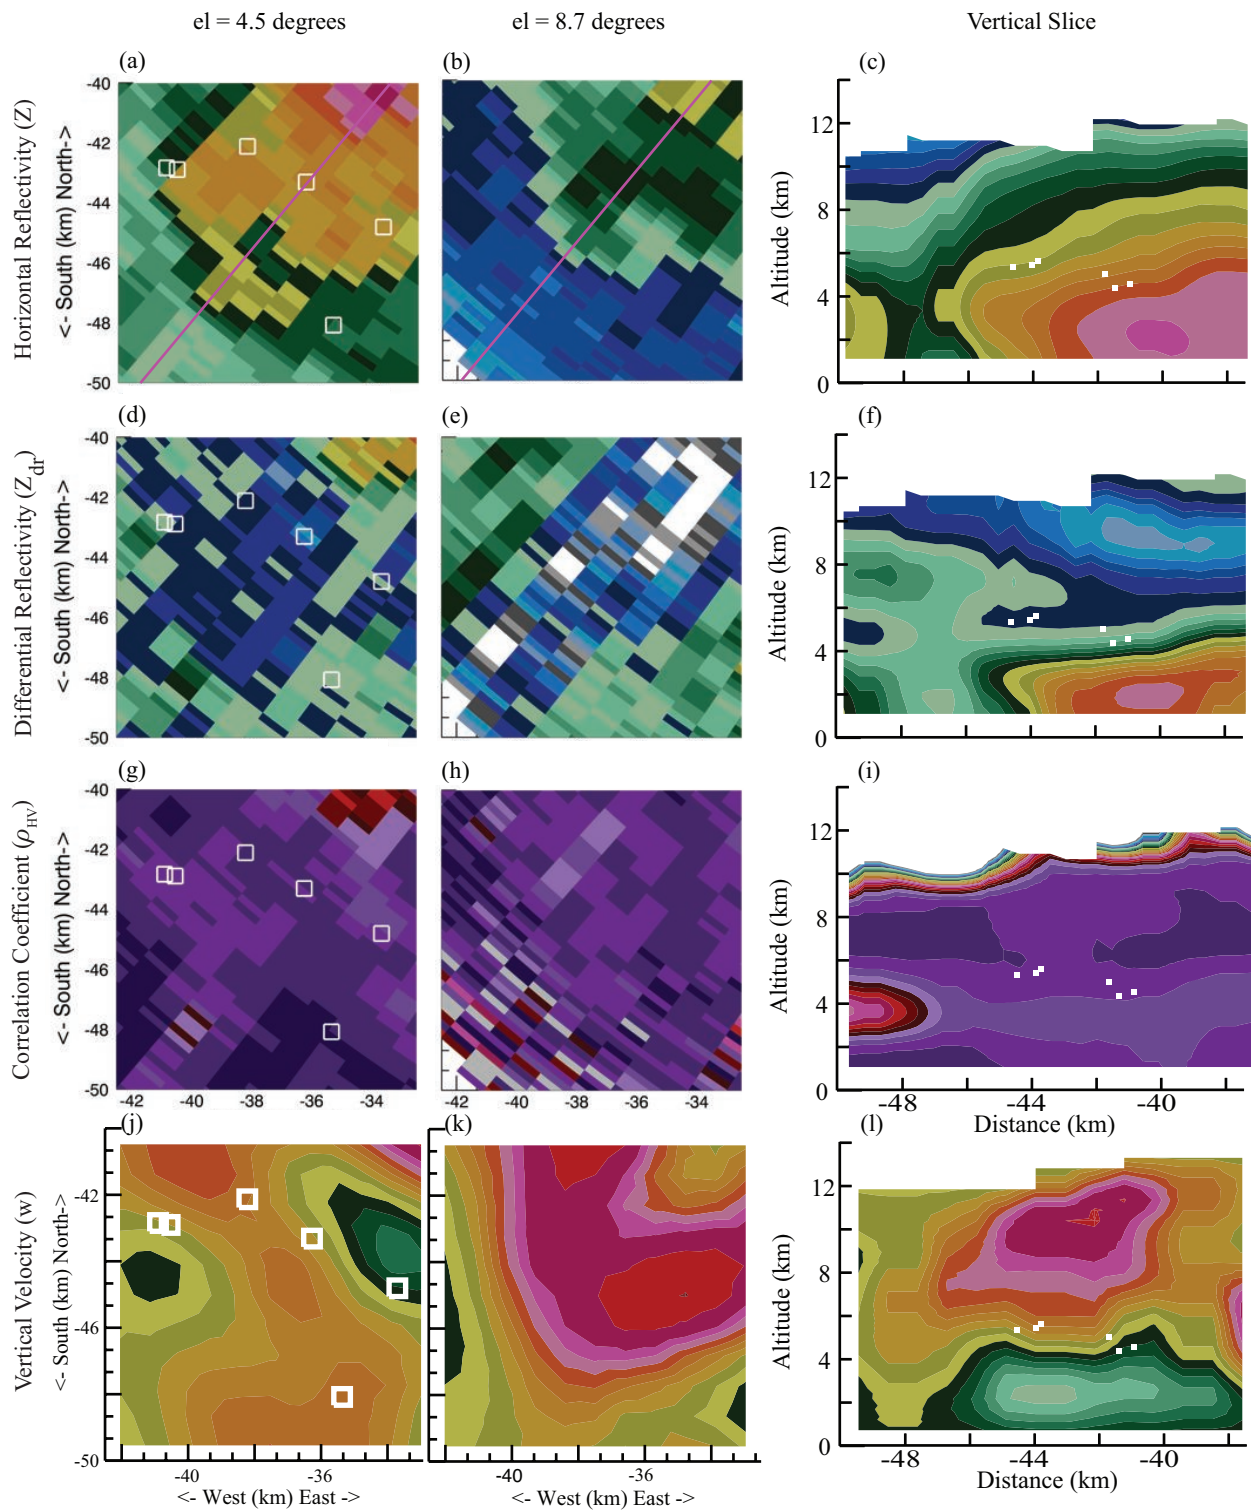 el = 4.5 degrees
el = 8.7 degrees
Vertical Slice
(a)
(b)
(c)
Horizontal Reflectivity (Z)
<- South (km) North->
-40
-42
-44
-46
-48
-50
Altitude (km)
12
8
4
0
(d)
(e)
(f)
Differential Reflectivity (Zdr)
<- South (km) North->
-40
-42
-44
-46
-48
-50
Altitude (km)
12
8
4
0
(g)
(h)
(i)
Correlation Coefficient (ρHV)
<- South (km) North->
-40
-42
-44
-46
-48
-50
-42 -40 -38 -36 -34
-40 -38 -36 -34
Altitude (km)
12
8
4
0
-48 -44 -40
Distance (km)
(j)
(k)
(l)
Vertical Velocity (w)
<- South (km) North->
-42
-46
-50
-40 -36
<- West (km) East ->
-40 -36
<- West (km) East ->
Altitude (km)
12
8
4
0
-48 -44 -40
Distance (km)